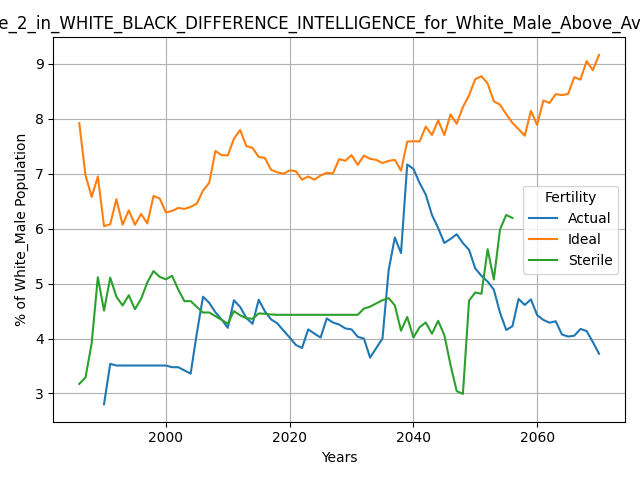 e_2_in_WHITE_BLACK_DIFFERENCE_INTELLIGENCE_for_White_Male_Above_Av
9
8
7
6
5
4
3
% of White_Male Population
Fertility
Actual
Ideal
Sterile
2000
2020
2040
2060
Years